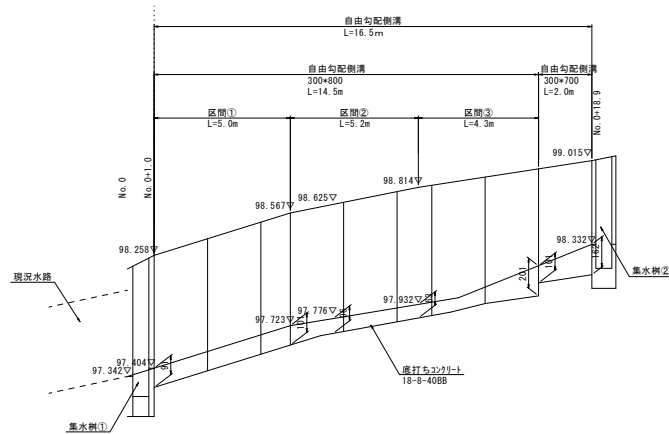 自由勾配側溝
L=16.5m
自由勾配側溝
300*800
L=14.5m
自由勾配側溝
300*700
L=2.0m
区間①
L=5.0m
区間②
L=5.2m
区間③
L=4.3m
No.0
No.0+1.0
No.0+18.9
99.015▽
98.814▽
98.625▽
98.567▽
98.258▽
98.332▽
162
101
201
集水桝②
現況水路
97.932▽
97.776▽
97.723▽
101
97.404▽
97.342▽
90
底打ちコンクリート
18-8-40BB
集水桝①